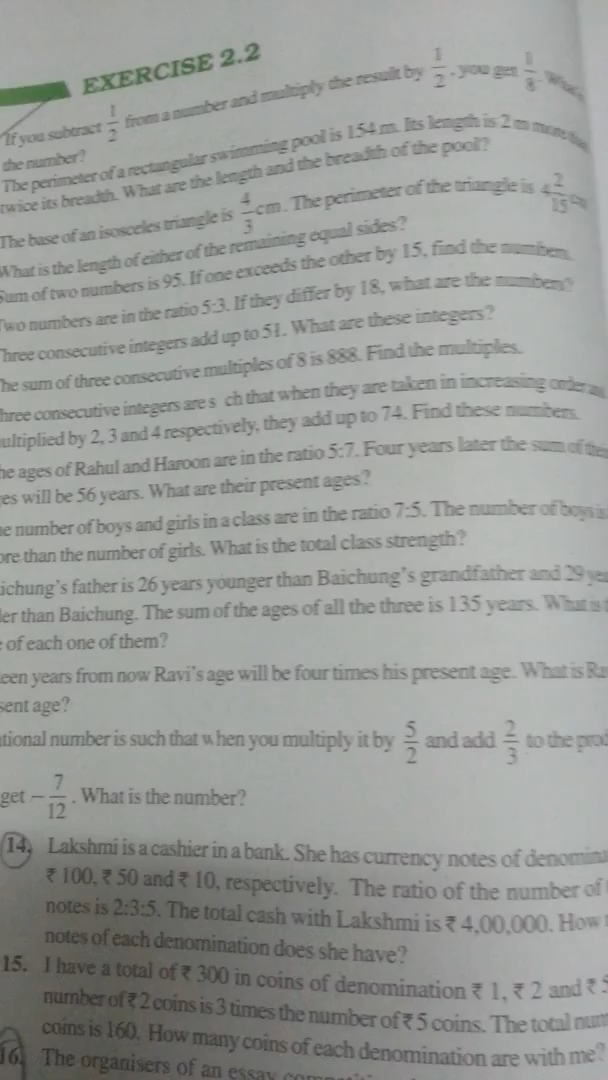 EXERCISE 2.2
If you subtract 1/2 from a number and multiply the result by 1/2, you get 1/8. What is
the number?
The perimeter of a rectangular swimming pool is 154 m. Its length is 2 m more than
twice its breadth. What are the length and the breadth of the pool?
The base of an isosceles triangle is 4/3 cm. The perimeter of the triangle is 4 2/15 cm
What is the length of either of the remaining equal sides?
Sum of two numbers is 95. If one exceeds the other by 15, find the numbers.
Two numbers are in the ratio 5:3. If they differ by 18, what are the numbers?
Three consecutive integers add up to 51. What are these integers?
The sum of three consecutive multiples of 8 is 888. Find the multiples.
hree consecutive integers are s ch that when they are taken in increasing order and
ultiplied by 2, 3 and 4 respectively, they add up to 74. Find these numbers.
he ages of Rahul and Haroon are in the ratio 5:7. Four years later the sum of their
es will be 56 years. What are their present ages?
he number of boys and girls in a class are in the ratio 7:5. The number of boys is
ore than the number of girls. What is the total class strength?
ichung's father is 26 years younger than Baichung's grandfather and 29 yea
der than Baichung. The sum of the ages of all the three is 135 years. What is t
e of each one of them?
een years from now Ravi's age will be four times his present age. What is Ra
sent age?
tional number is such that when you multiply it by 5/2 and add 2/3 to the prod
get - 7/12. What is the number?
14. Lakshmi is a cashier in a bank. She has currency notes of denomina
₹ 100, ₹ 50 and ₹ 10, respectively. The ratio of the number of
notes is 2:3:5. The total cash with Lakshmi is ₹ 4,00,000. How
notes of each denomination does she have?
15. I have a total of ₹ 300 in coins of denomination ₹ 1, ₹ 2 and ₹ 5
number of ₹ 2 coins is 3 times the number of ₹ 5 coins. The total num
coins is 160. How many coins of each denomination are with me?
16. The organisers of an essay